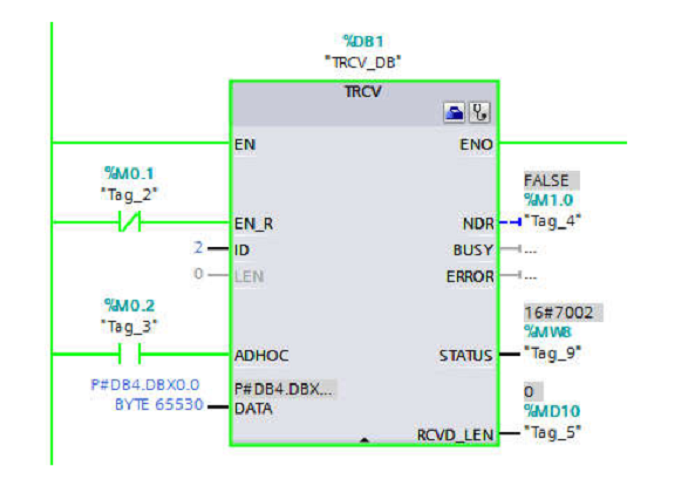 %DB1
"TRCV_DB"
TRCV
EN
ENO
%M0.1
"Tag_2"
EN_R
FALSE
%M1.0
NDR
"Tag_4"
2
ID
BUSY
...
0
LEN
ERROR
...
%M0.2
"Tag_3"
ADHOC
16#7002
%MW8
STATUS
"Tag_9"
P#DB4.DBX0.0
BYTE 65530
P#DB4.DBX...
DATA
0
%MD10
RCVD_LEN
"Tag_5"